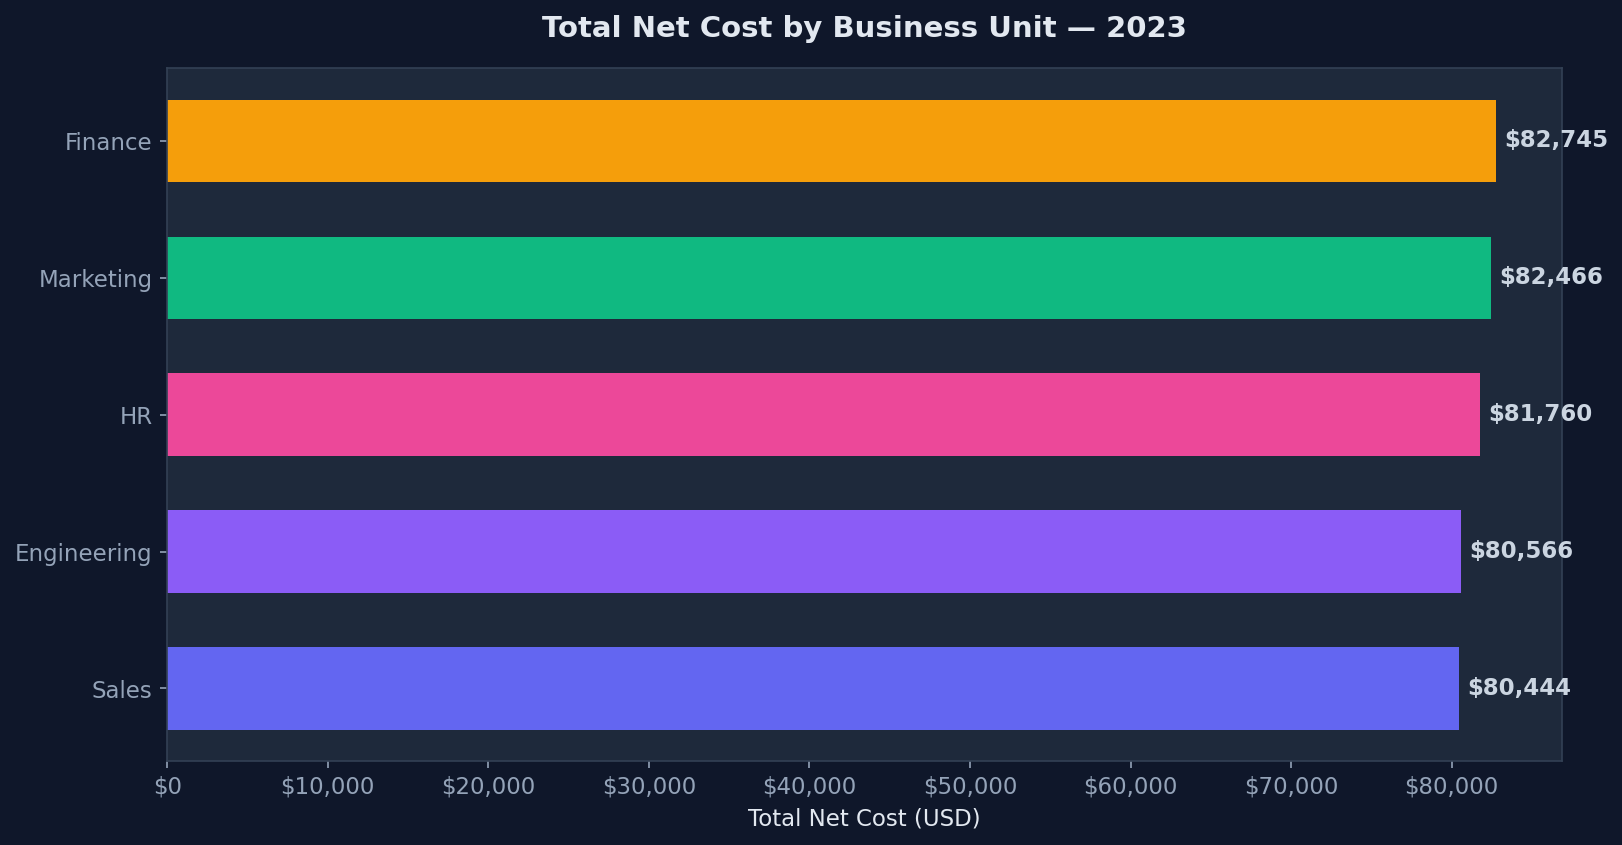 Total Net Cost by Business Unit — 2023
Finance $82,745
Marketing $82,466
HR $81,760
Engineering $80,566
Sales $80,444
$0 $10,000 $20,000 $30,000 $40,000 $50,000 $60,000 $70,000 $80,000
Total Net Cost (USD)